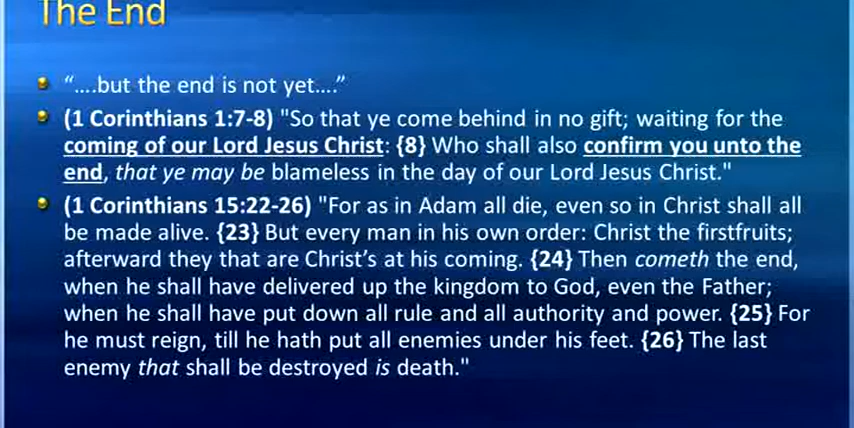 The End
"....but the end is not yet...."
(1 Corinthians 1:7-8) "So that ye come behind in no gift; waiting for the
coming of our Lord Jesus Christ: {8} Who shall also confirm you unto the
end, that ye may be blameless in the day of our Lord Jesus Christ."
(1 Corinthians 15:22-26) "For as in Adam all die, even so in Christ shall all
be made alive. {23} But every man in his own order: Christ the firstfruits;
afterward they that are Christ's at his coming. {24} Then cometh the end,
when he shall have delivered up the kingdom to God, even the Father;
when he shall have put down all rule and all authority and power. {25} For
he must reign, till he hath put all enemies under his feet. {26} The last
enemy that shall be destroyed is death."